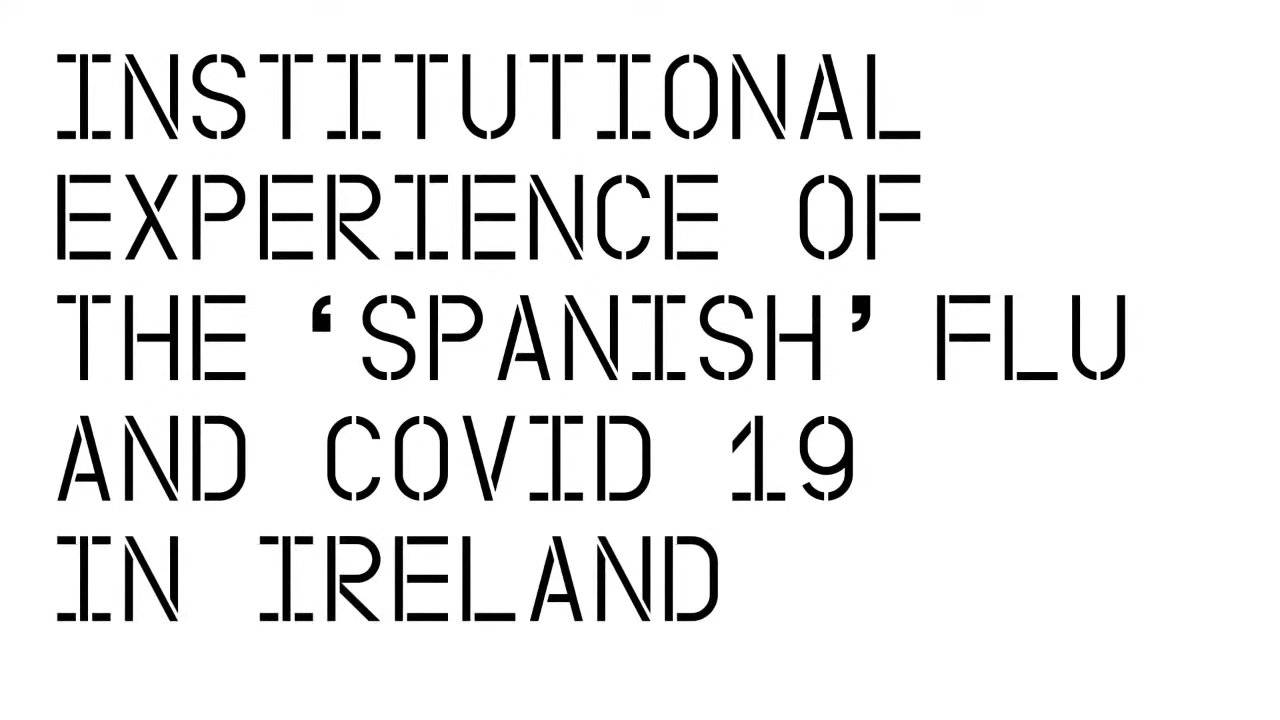 INSTITUTIONAL
EXPERIENCE OF
THE ‘SPANISH’ FLU
AND COVID 19
IN IRELAND